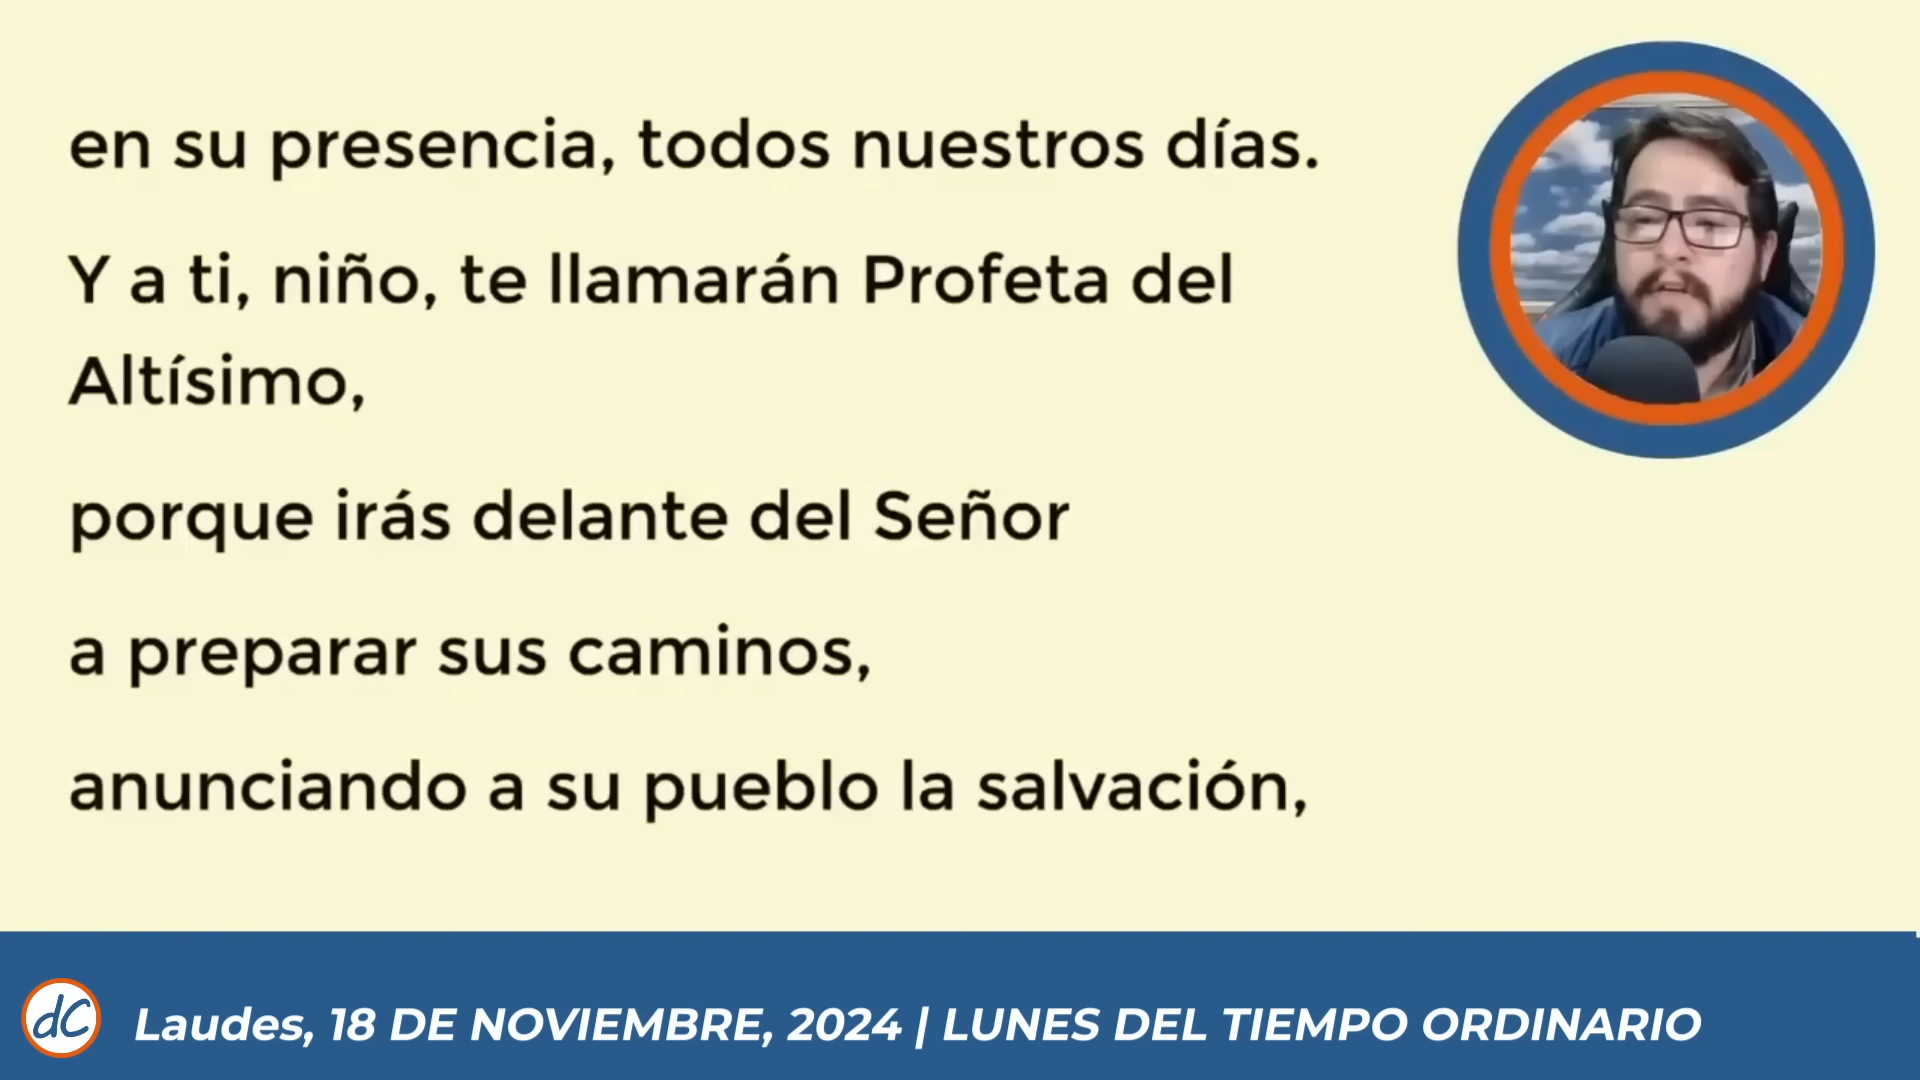 en su presencia, todos nuestros días.
Y a ti, niño, te llamarán Profeta del
Altísimo,
porque irás delante del Señor
a preparar sus caminos,
anunciando a su pueblo la salvación,
dC
Laudes, 18 DE NOVIEMBRE, 2024 | LUNES DEL TIEMPO ORDINARIO